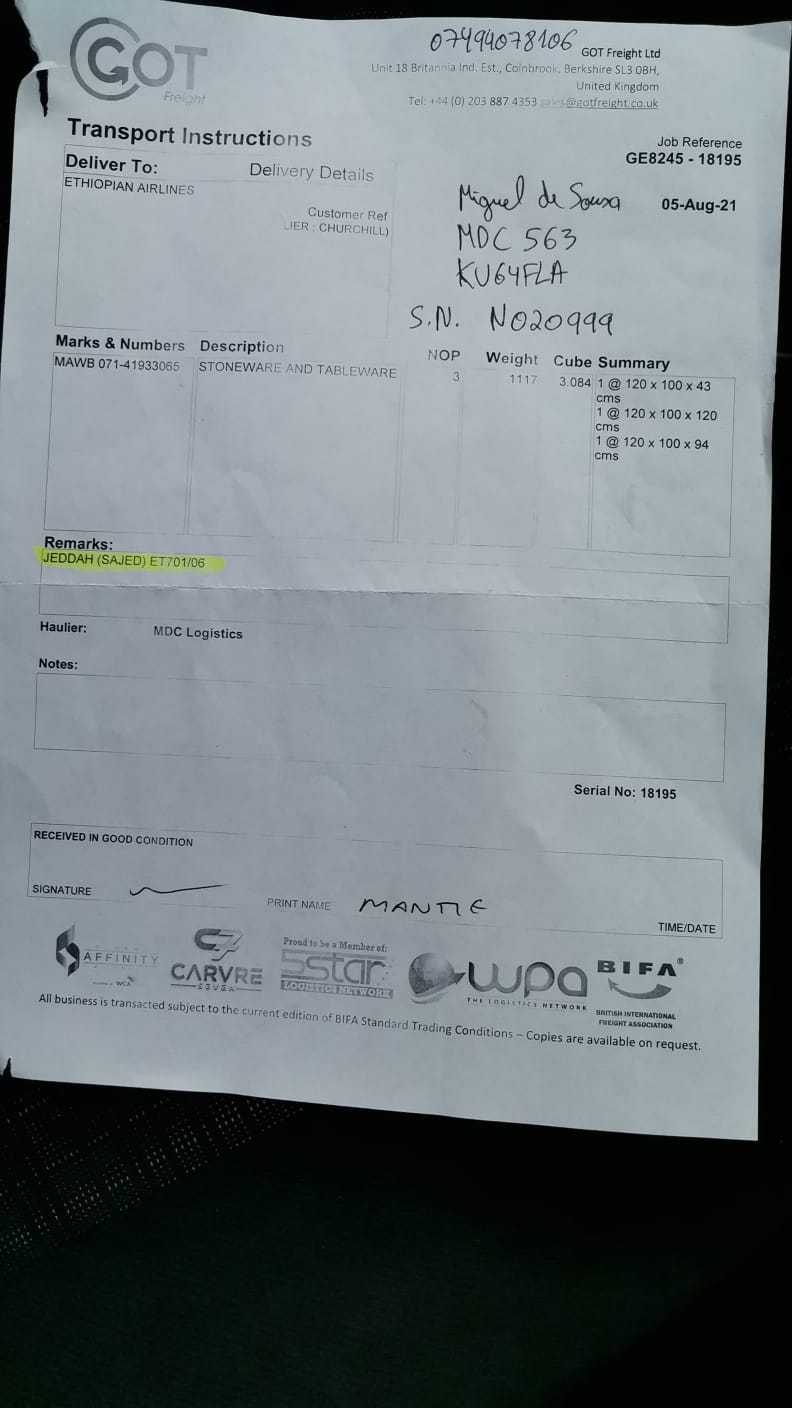 07494078106
GOT
Freight
GOT Freight Ltd
Unit 18 Britannia Ind. Est., Colnbrook, Berkshire SL3 0BH,
United Kingdom
Tel: +44 (0) 203 887 4353 sales@gotfreight.co.uk
Transport Instructions
Job Reference
GE8245 - 18195
Deliver To: Delivery Details
ETHIOPIAN AIRLINES
Customer Ref
LIER : CHURCHILL)
Miguel de Sousa 05-Aug-21
MDC 563
KU64FLA
S.N. N020999
Marks & Numbers Description NOP Weight Cube Summary
MAWB 071-41933065 STONEWARE AND TABLEWARE 3 1117 3.084 1 @ 120 x 100 x 43
cms
1 @ 120 x 100 x 120
cms
1 @ 120 x 100 x 94
cms
Remarks:
JEDDAH (SAJED) ET701/06
Haulier: MDC Logistics
Notes:
Serial No: 18195
RECEIVED IN GOOD CONDITION
SIGNATURE PRINT NAME MANTIE
TIME/DATE
AFFINITY
WCA
CARVRE
SEVEN
Proud to be a Member of:
5star
LOGISTICS NETWORK
wpa
THE LOGISTICS NETWORK
BIFA®
BRITISH INTERNATIONAL
FREIGHT ASSOCIATION
All business is transacted subject to the current edition of BIFA Standard Trading Conditions – Copies are available on request.